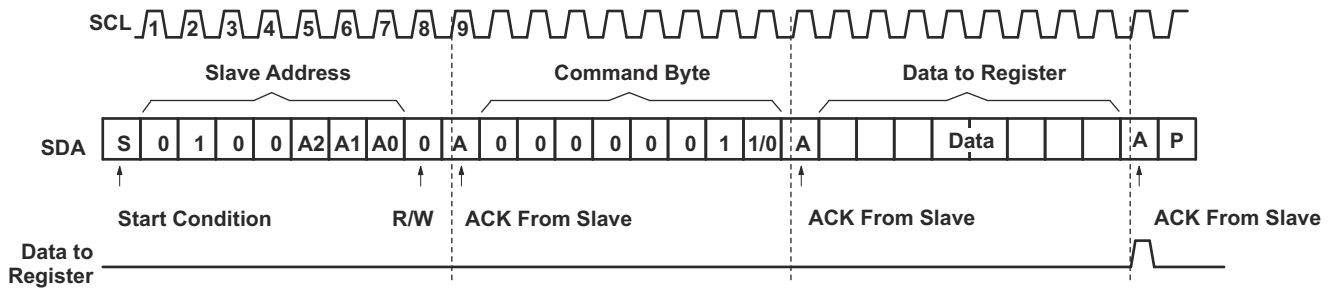 SCL 1 2 3 4 5 6 7 8 9
Slave Address Command Byte Data to Register
SDA S 0 1 0 0 A2 A1 A0 0 A 0 0 0 0 0 0 1 1/0 A Data A P
Start Condition R/W ACK From Slave ACK From Slave ACK From Slave
Data to
Register